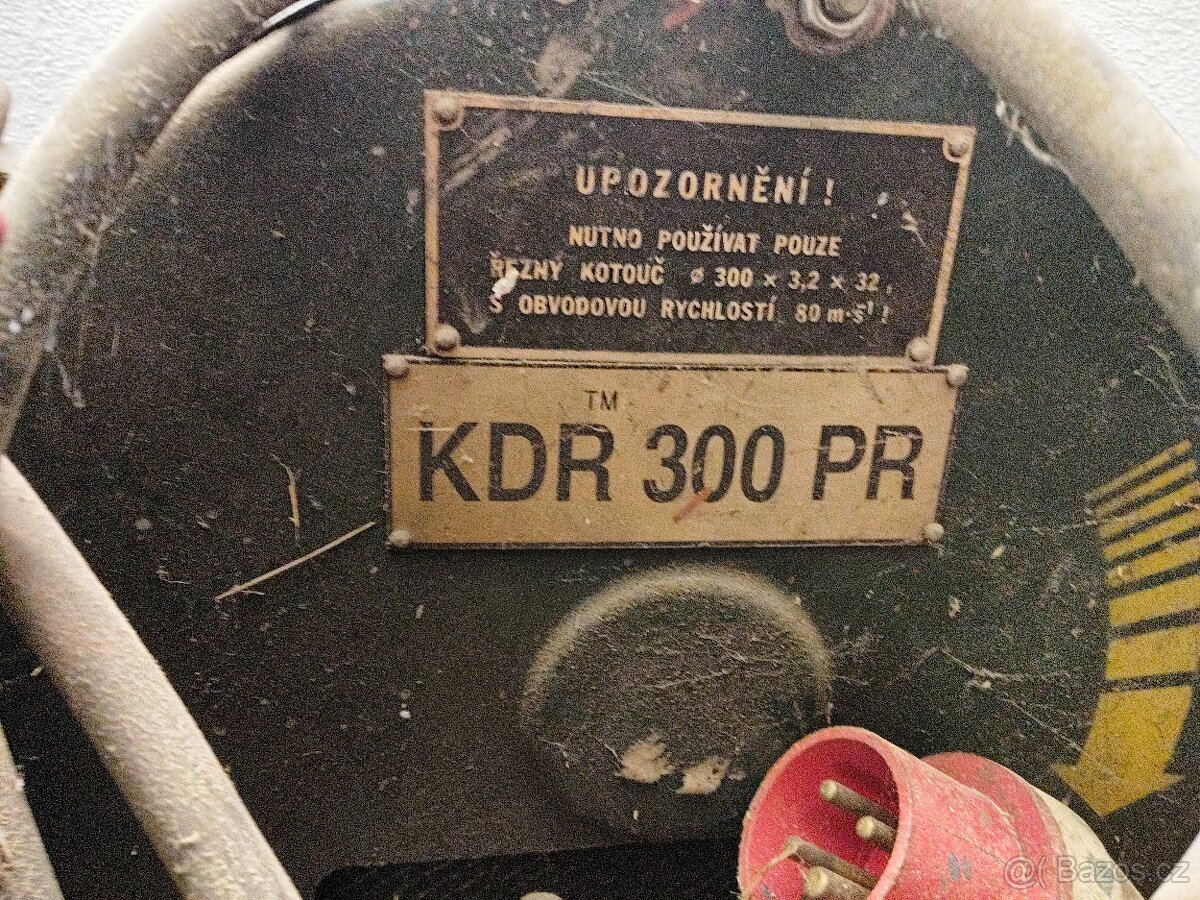 UPOZORNĚNÍ !
NUTNO POUŽÍVAT POUZE
ŘEZNÝ KOTOUČ ⌀ 300 × 3,2 × 32,
S OBVODOVOU RYCHLOSTÍ 80 m·s⁻¹ !
TM
KDR 300 PR
@( Bazoš.cz